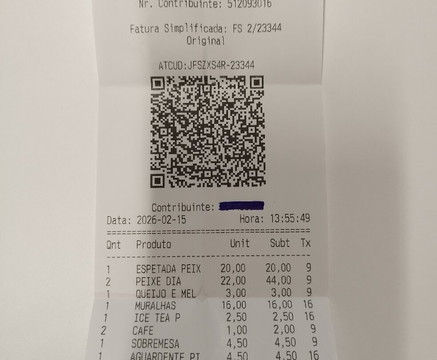 Nr. Contribuinte: 512093016
Fatura Simplificada: FS 2/23344
Original
ATCUD:JFSZXS4R-23344
Contribuinte:
Data: 2026-02-15 Hora: 13:55:49
Qnt Produto Unit Subt Tx
1 ESPETADA PEIX 20,00 20,00 9
2 PEIXE DIA 22,00 44,00 9
1 QUEIJO E MEL 3,00 3,00 9
1 MURALHAS 16,00 16,00 16
1 ICE TEA P 2,50 2,50 16
2 CAFE 1,00 2,00 9
1 SOBREMESA 4,50 4,50 9
1 AGUARDENTE PI 4,50 4,50 16